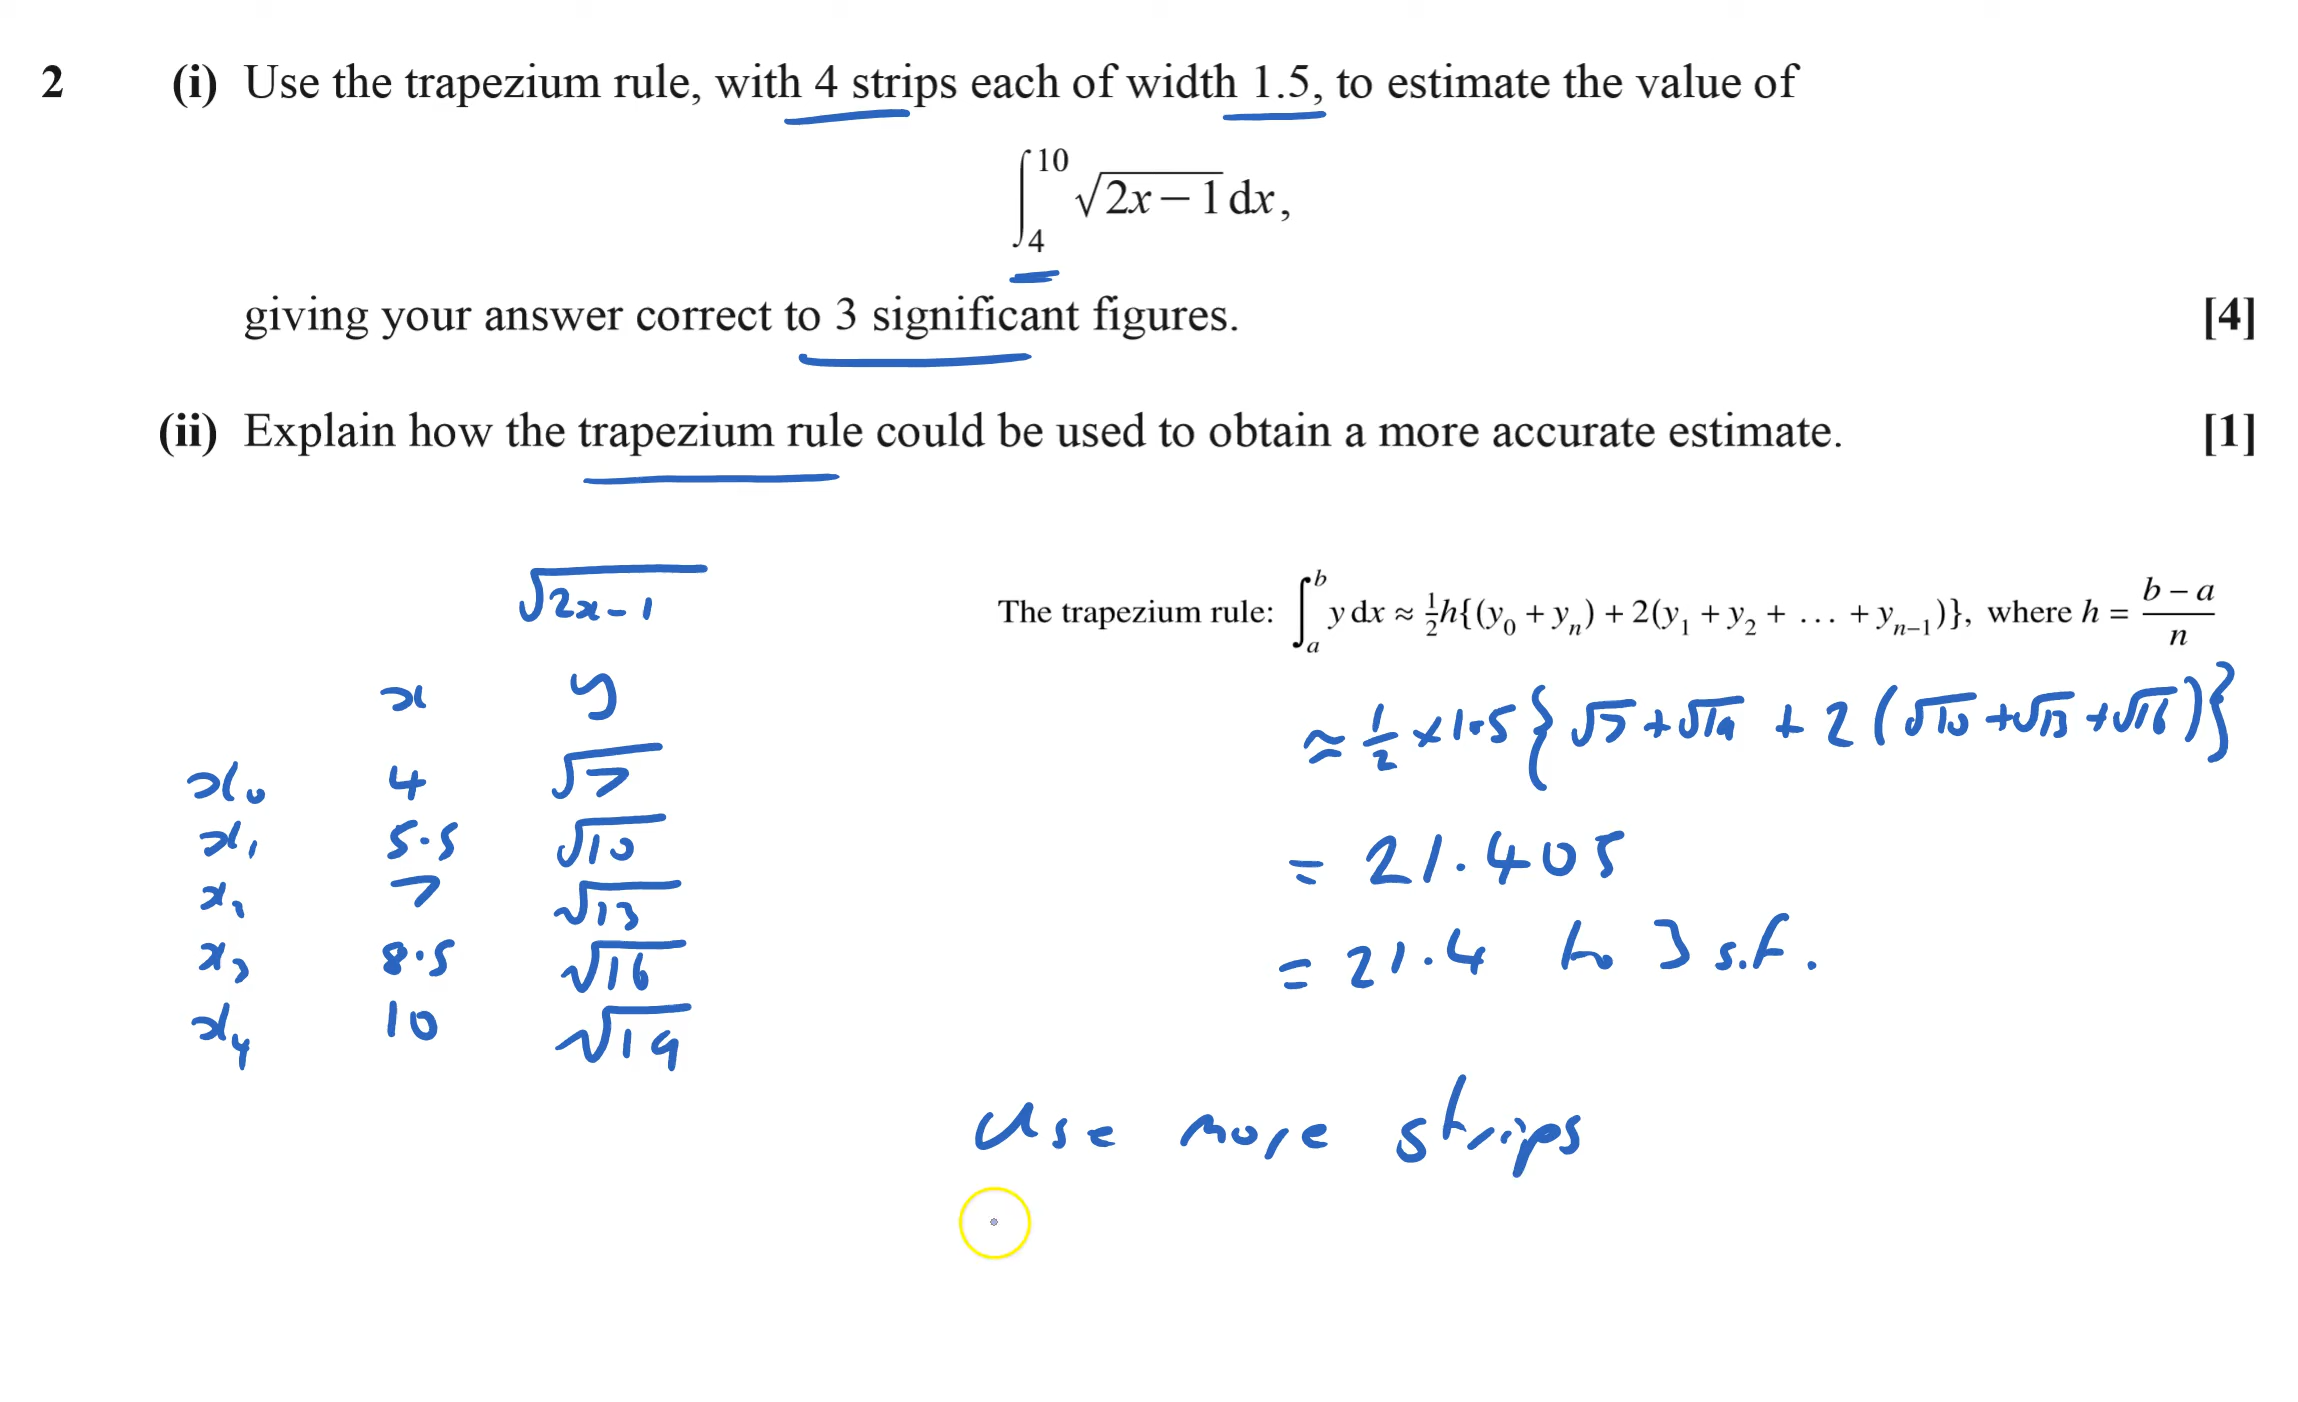 2 (i) Use the trapezium rule, with 4 strips each of width 1.5, to estimate the value of
∫₄¹⁰ √(2x − 1) dx,
giving your answer correct to 3 significant figures. [4]
(ii) Explain how the trapezium rule could be used to obtain a more accurate estimate. [1]
√(2x-1)
The trapezium rule: ∫ₐᵇ y dx ≈ ½h{(y₀ + yₙ) + 2(y₁ + y₂ + … + yₙ₋₁)}, where h = (b − a)/n
x y
x₀ 4 √7
x₁ 5.5 √10
x₂ 7 √13
x₃ 8.5 √16
x₄ 10 √19
≈ ½ × 1.5 { √7 + √19 + 2 (√10 + √13 + √16)}
= 21.405
= 21.4 to 3 s.f.
Use more strips